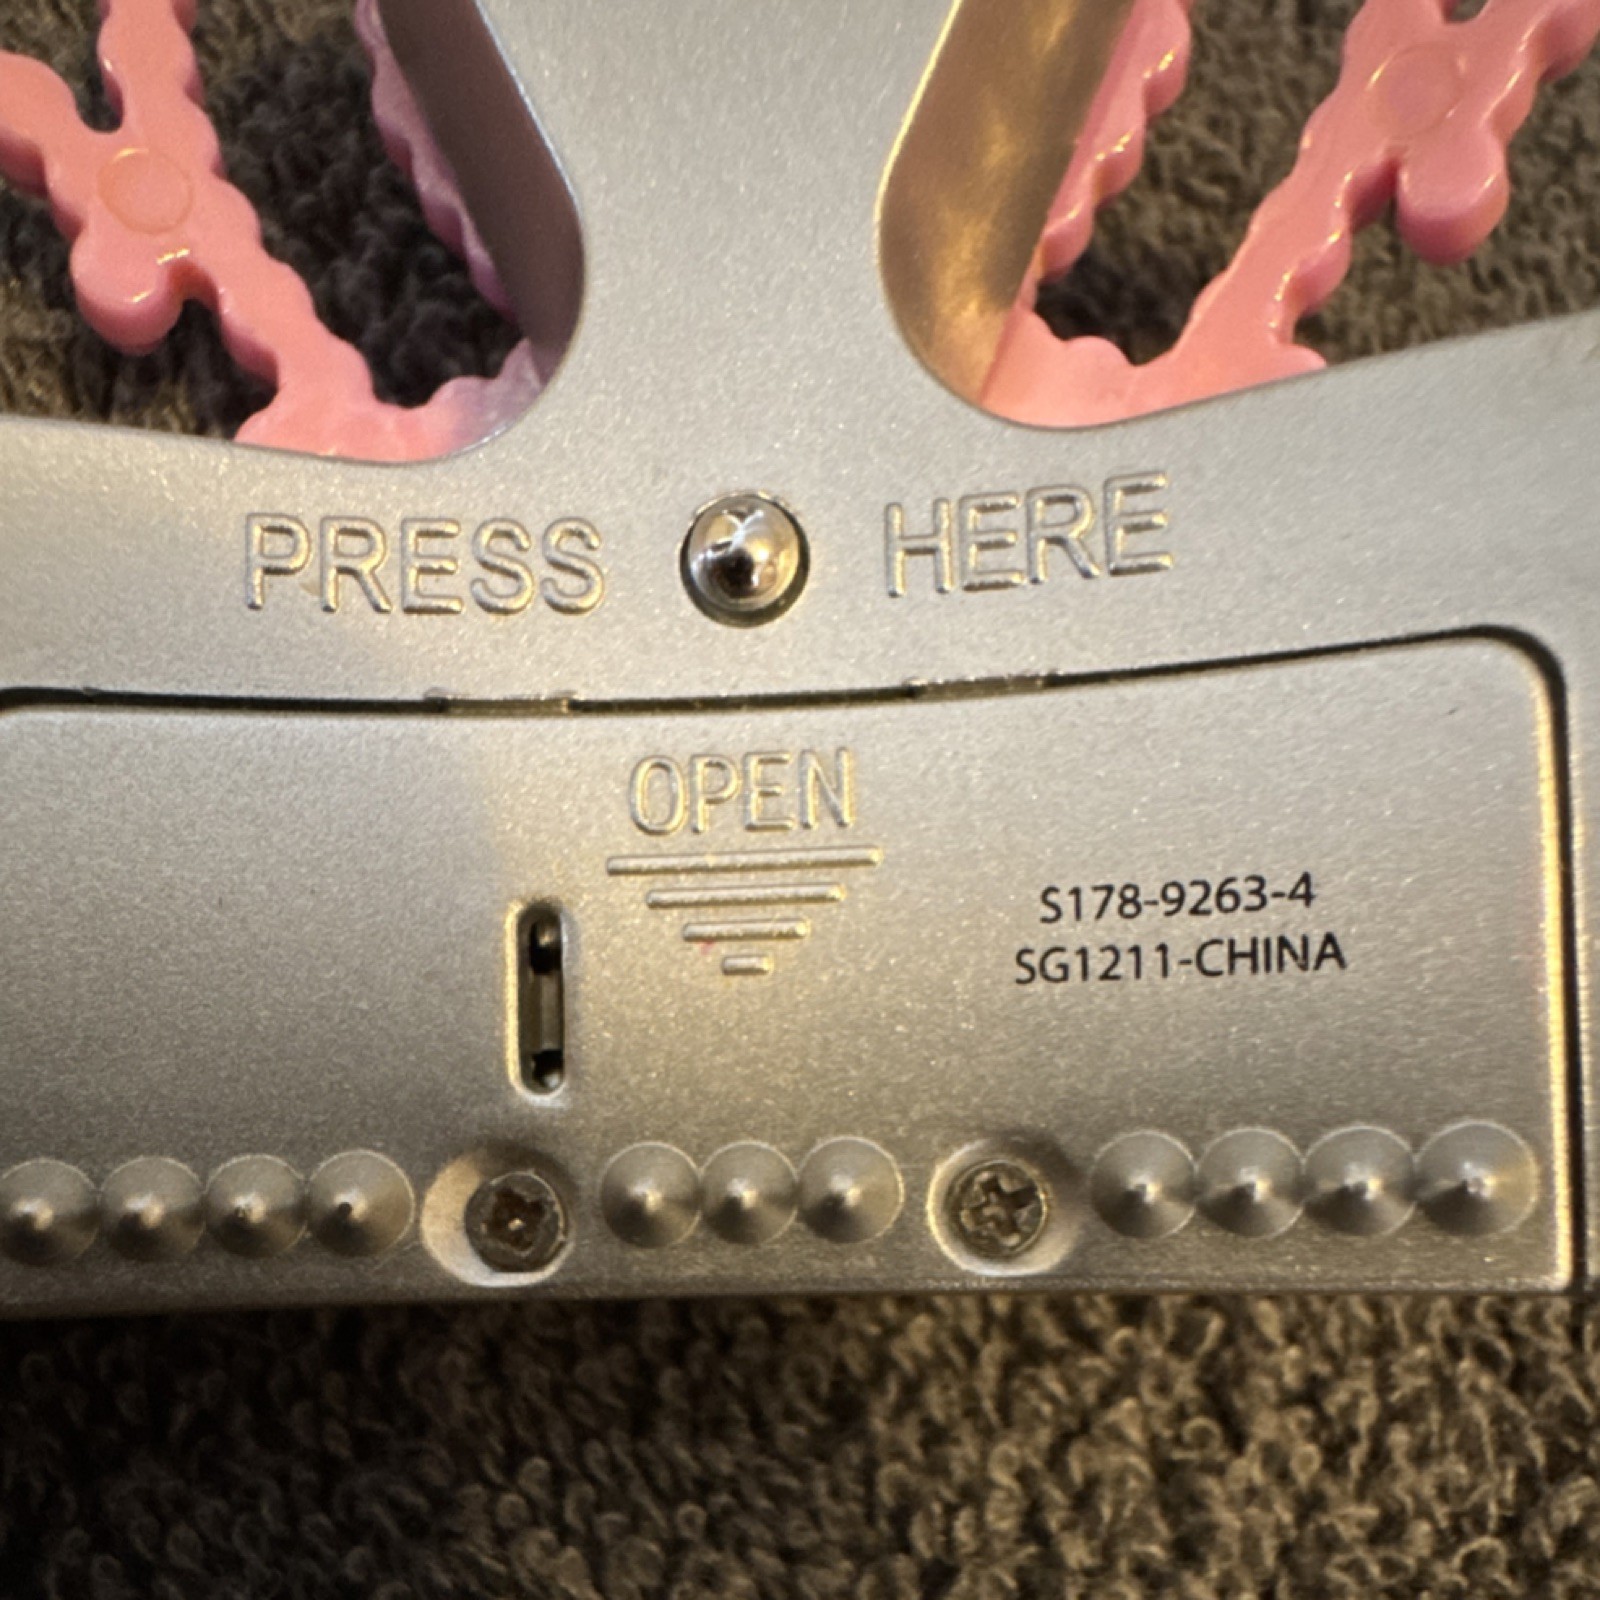 PRESS HERE
OPEN
S178-9263-4
SG1211-CHINA